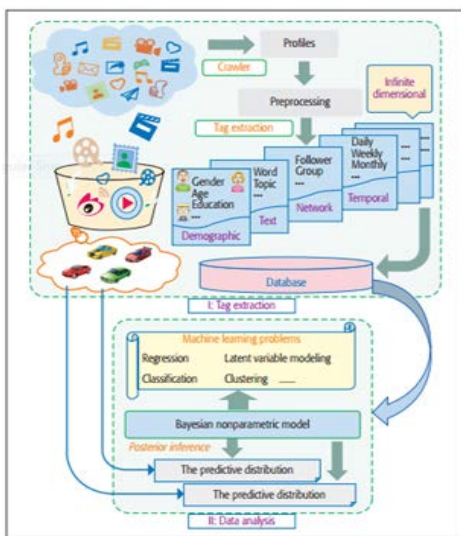 Profiles
Crawler
Preprocessing
Infinite
dimensional
Tag extraction
Gender
Age
Education
...
Demographic
Word
Topic
...
Text
Follower
Group
...
Network
Daily
Weekly
Monthly
...
Temporal
...
...
...
...
Database
I: Tag extraction
Machine learning problems
Regression Latent variable modeling
Classification Clustering ......
Bayesian nonparametric model
Posterior inference
The predictive distribution
The predictive distribution
II: Data analysis